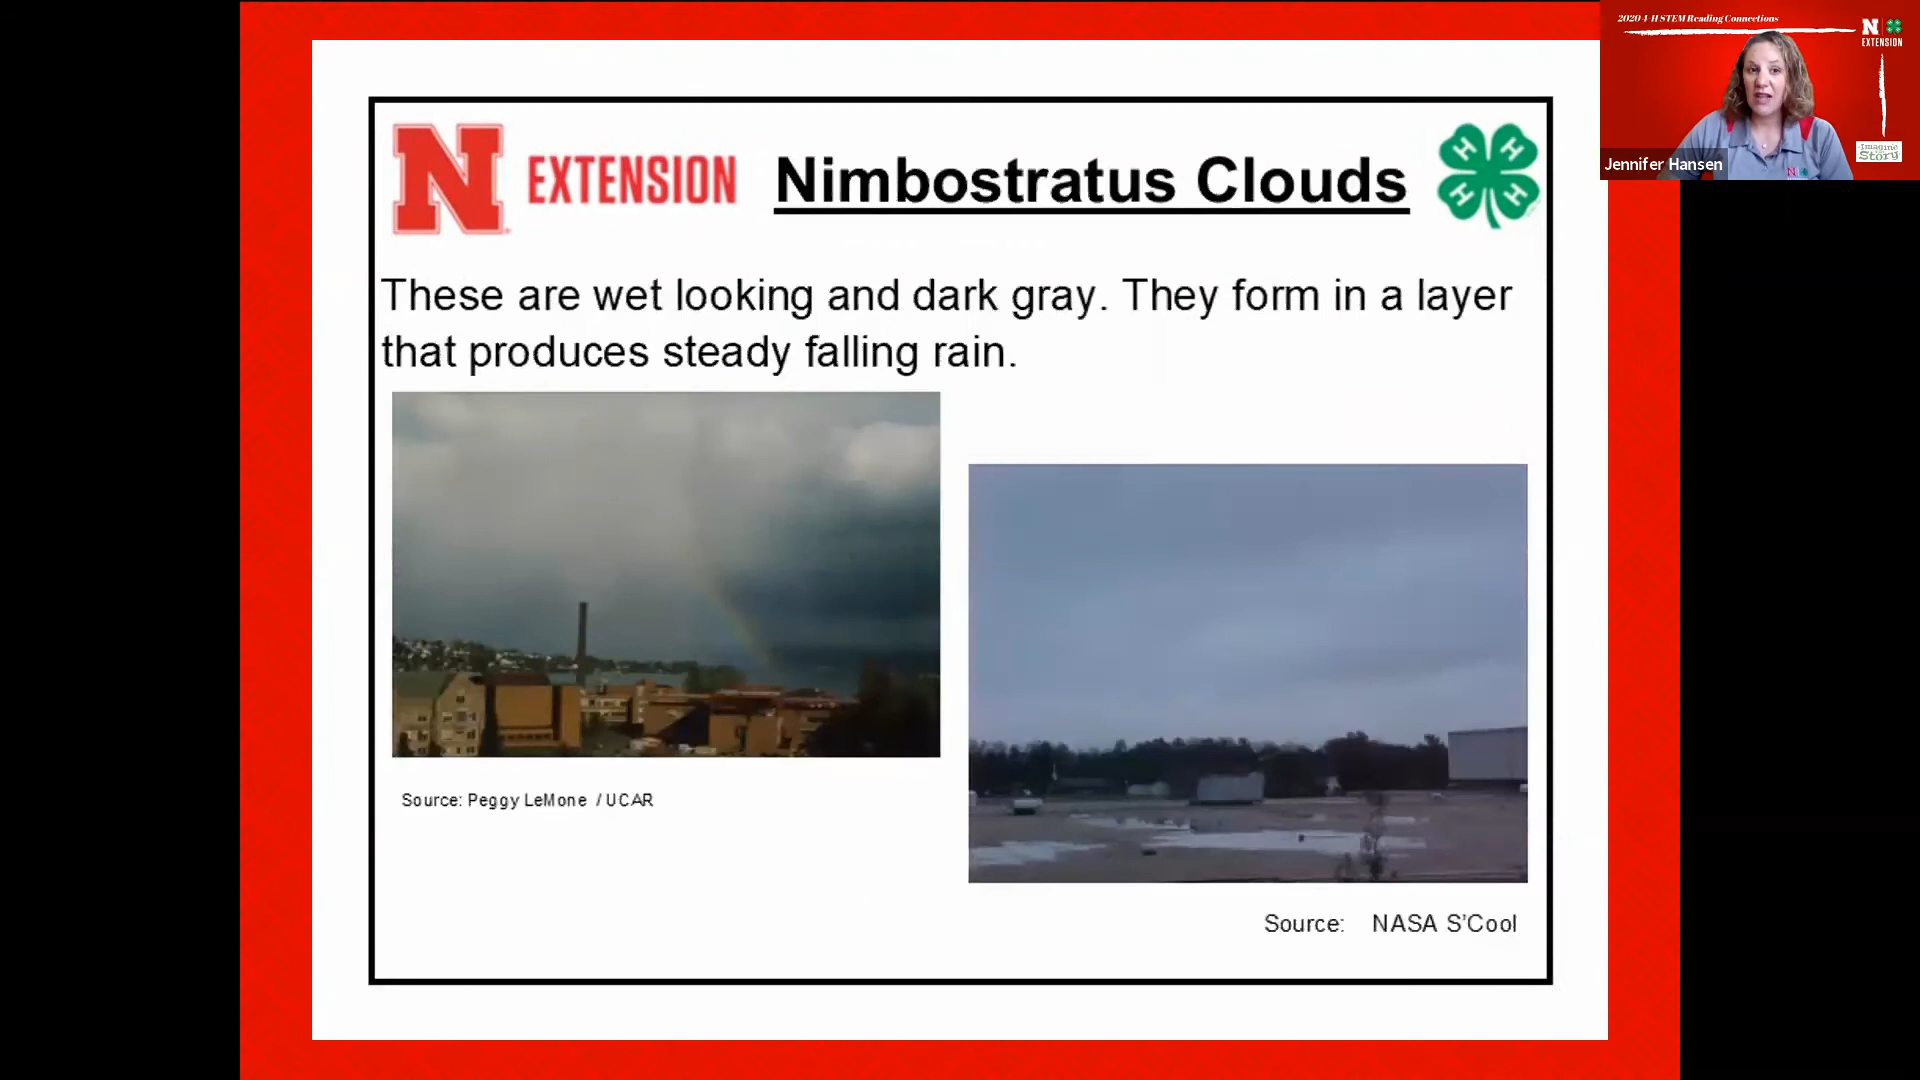 2020 4-H STEM Reading Connections
N
EXTENSION
Imagine
Story
Jennifer Hansen
N EXTENSION
Nimbostratus Clouds
H H
H H
These are wet looking and dark gray. They form in a layer
that produces steady falling rain.
Source: Peggy LeMone / UCAR
Source: NASA S'Cool